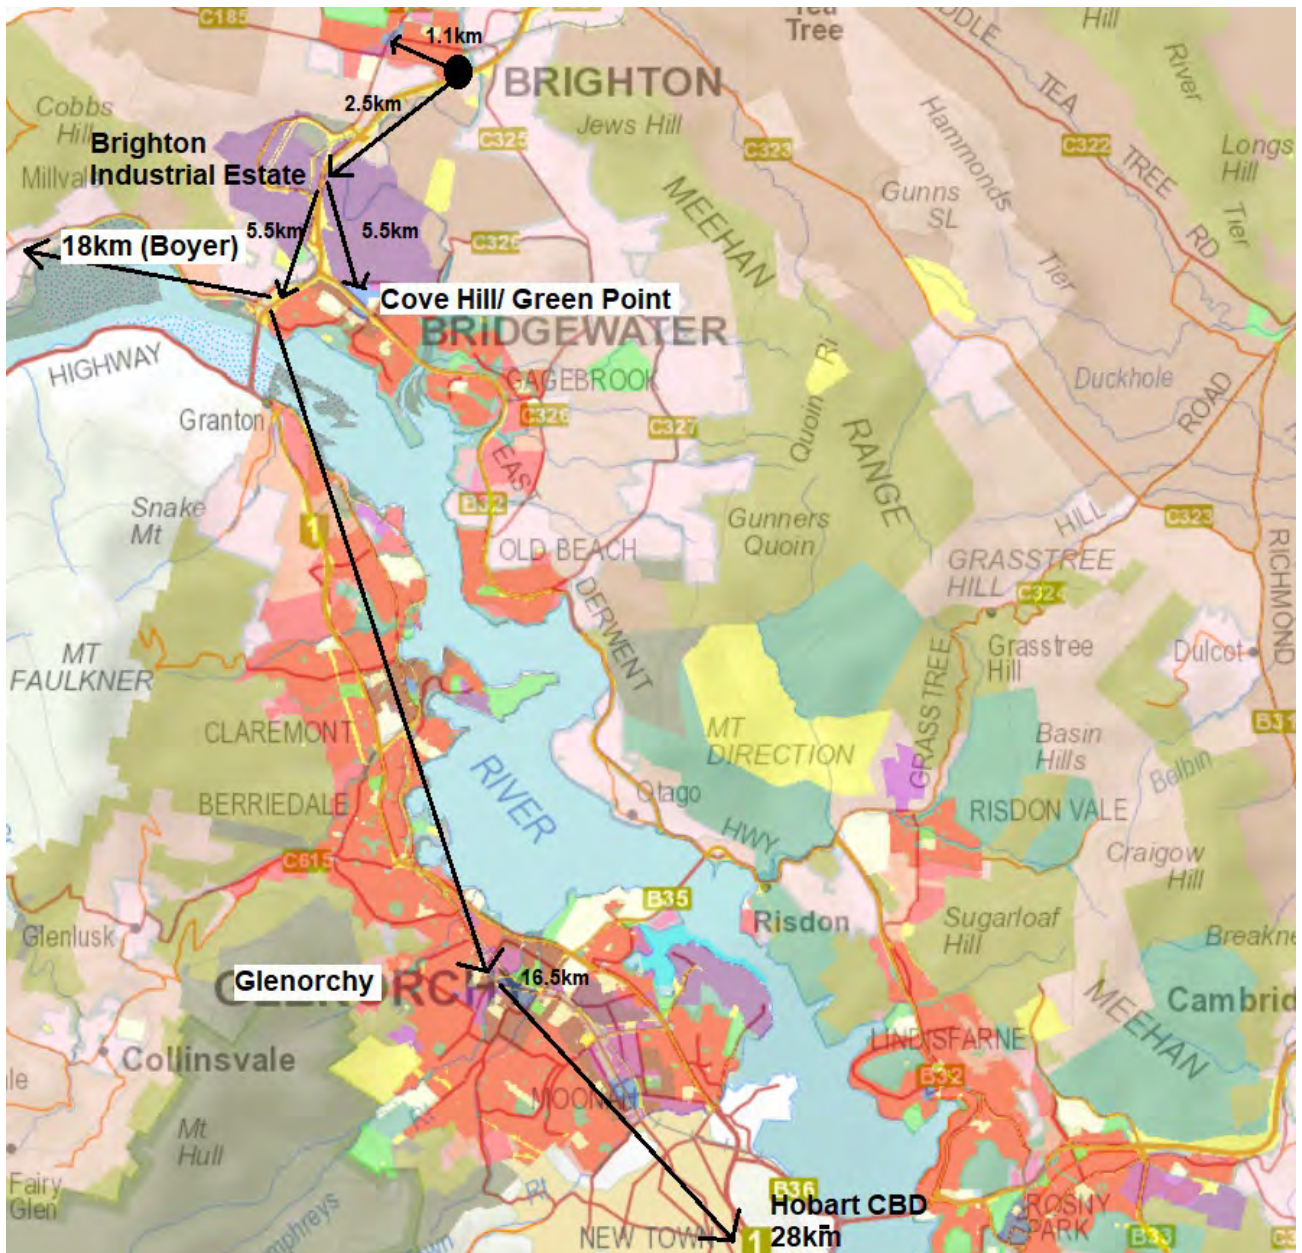 C185
1.1km
Tea
Tree
Hill
BRIGHTON
2.5km
Cobbs
Hill
Jews Hill
C325
C323
TEA
C322
TREE
RD
River
Longs
Hill
Tier
Hammonds
Tier
Gunns
SL
Brighton
Industrial Estate
MEEHAN
RANGE
5.5km
5.5km
C326
18km (Boyer)
Cove Hill/ Green Point
BRIDGEWATER
HIGHWAY
GAGEBROOK
Quoin Ri
Duckhole
ROAD
Granton
C326
C327
EAST
Snake
Mt
1
B32
Gunners
Quoin
HILL
C323
RICHMOND
OLD BEACH
GRASSTREE
HILL
C324
DERWENT
MT
FAULKNER
Grasstree
Hill
Dulcot
GRASSTREE
CLAREMONT
MT
DIRECTION
Basin
Hills
B31
RIVER
Belbin
BERRIEDALE
Otago
RISDON VALE
HWY
Craigow
Hill
C615
B35
Glenlusk
Risdon
Sugarloaf
Hill
Glenorchy
16.5km
MEEHAN
LINDISFARNE
Collinsvale
B32
MOONAH
Mt
Hull
Fairy
Glen
Rt
B36
Hobart CBD
28km
NEW TOWN
1
ROSNY
PARK
B33